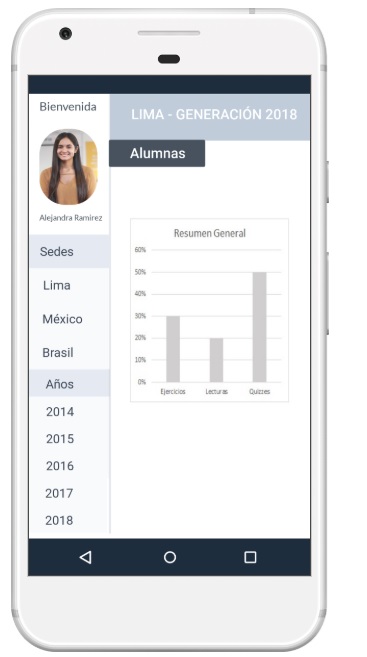 Bienvenida
Alejandra Ramírez
Sedes
Lima
México
Brasil
Años
2014
2015
2016
2017
2018
LIMA - GENERACIÓN 2018
Alumnas
Resumen General
60%
50%
40%
30%
20%
10%
0%
Ejercicios Lecturas Quizzes